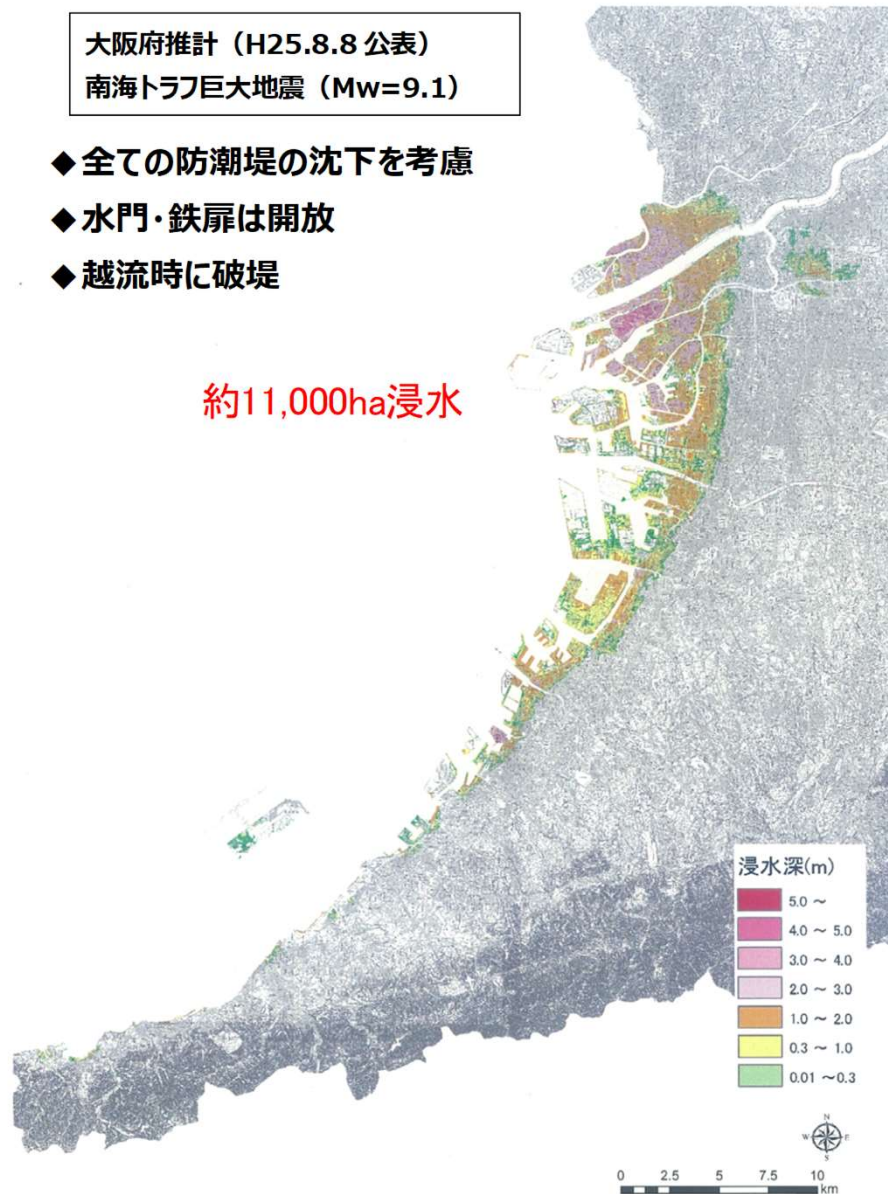 大阪府推計（H25.8.8 公表）
南海トラフ巨大地震（Mw=9.1）
◆全ての防潮堤の沈下を考慮
◆水門・鉄扉は開放
◆越流時に破堤
約11,000ha浸水
浸水深(m)
5.0 ～
4.0 ～ 5.0
3.0 ～ 4.0
2.0 ～ 3.0
1.0 ～ 2.0
0.3 ～ 1.0
0.01 ～0.3
N
W E
S
0 2.5 5 7.5 10
km